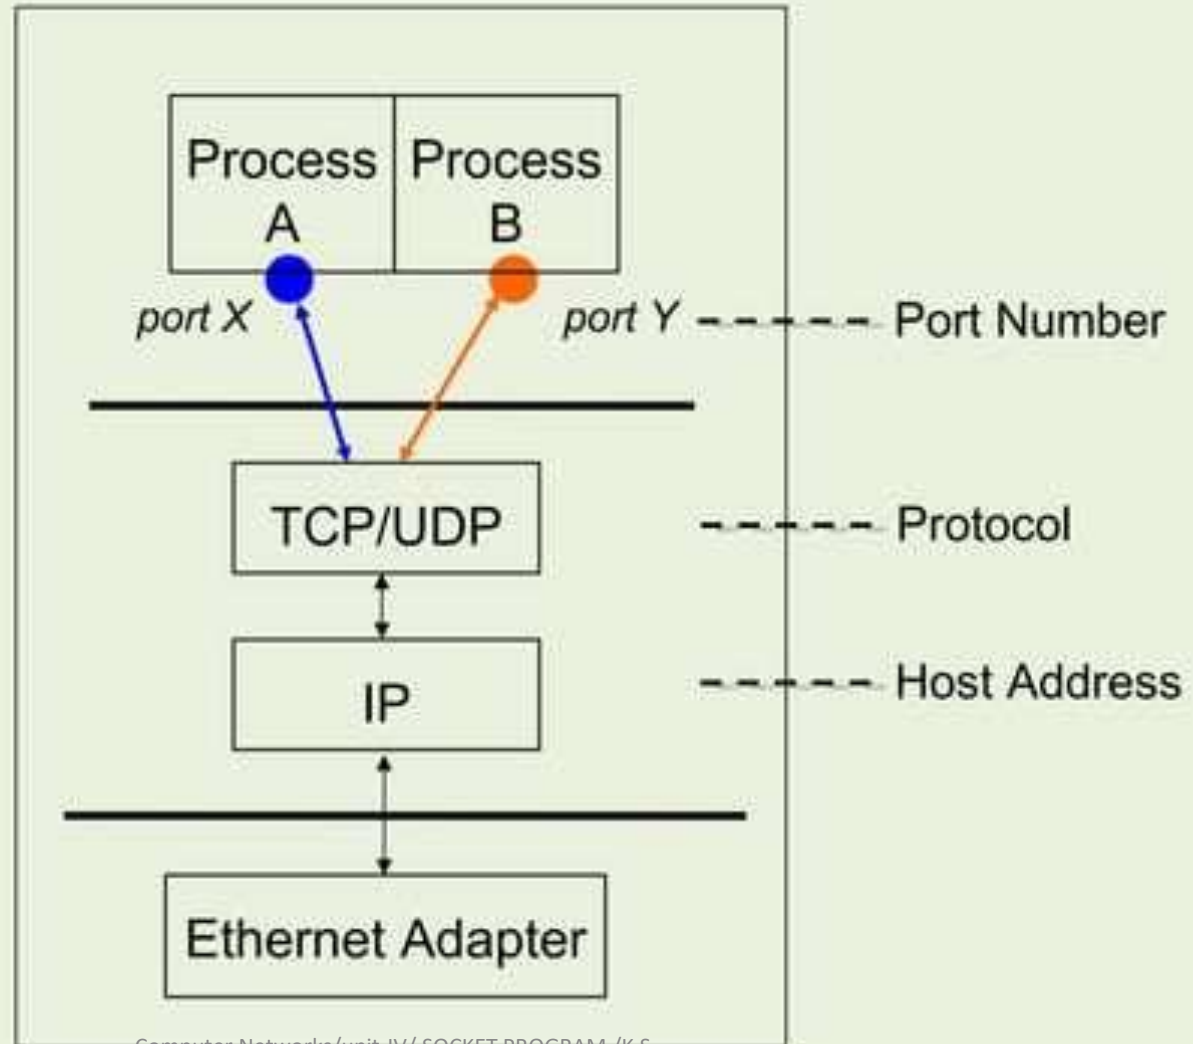 Process
A
Process
B
port X
port Y
Port Number
TCP/UDP
Protocol
IP
Host Address
Ethernet Adapter
Computer Networks/unit-IV/ SOCKET PROGRAM /K.S